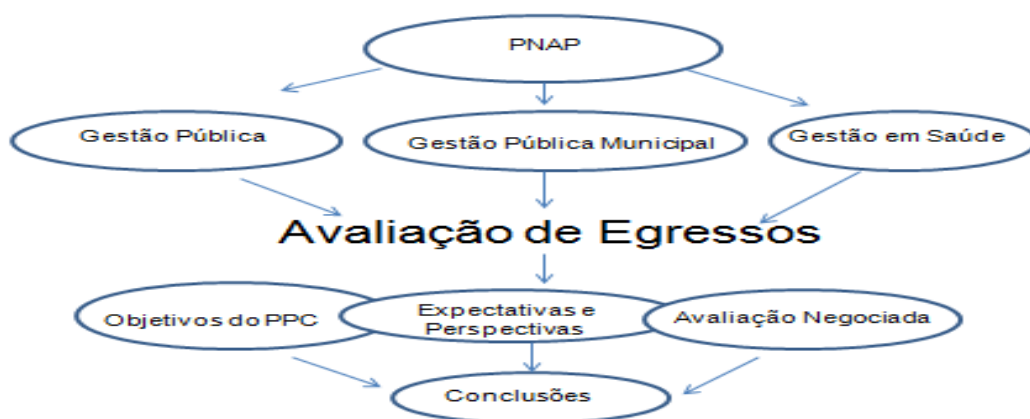 PNAP
Gestão Pública
Gestão Pública Municipal
Gestão em Saúde
Avaliação de Egressos
Objetivos do PPC
Expectativas e
Perspectivas
Avaliação Negociada
Conclusões